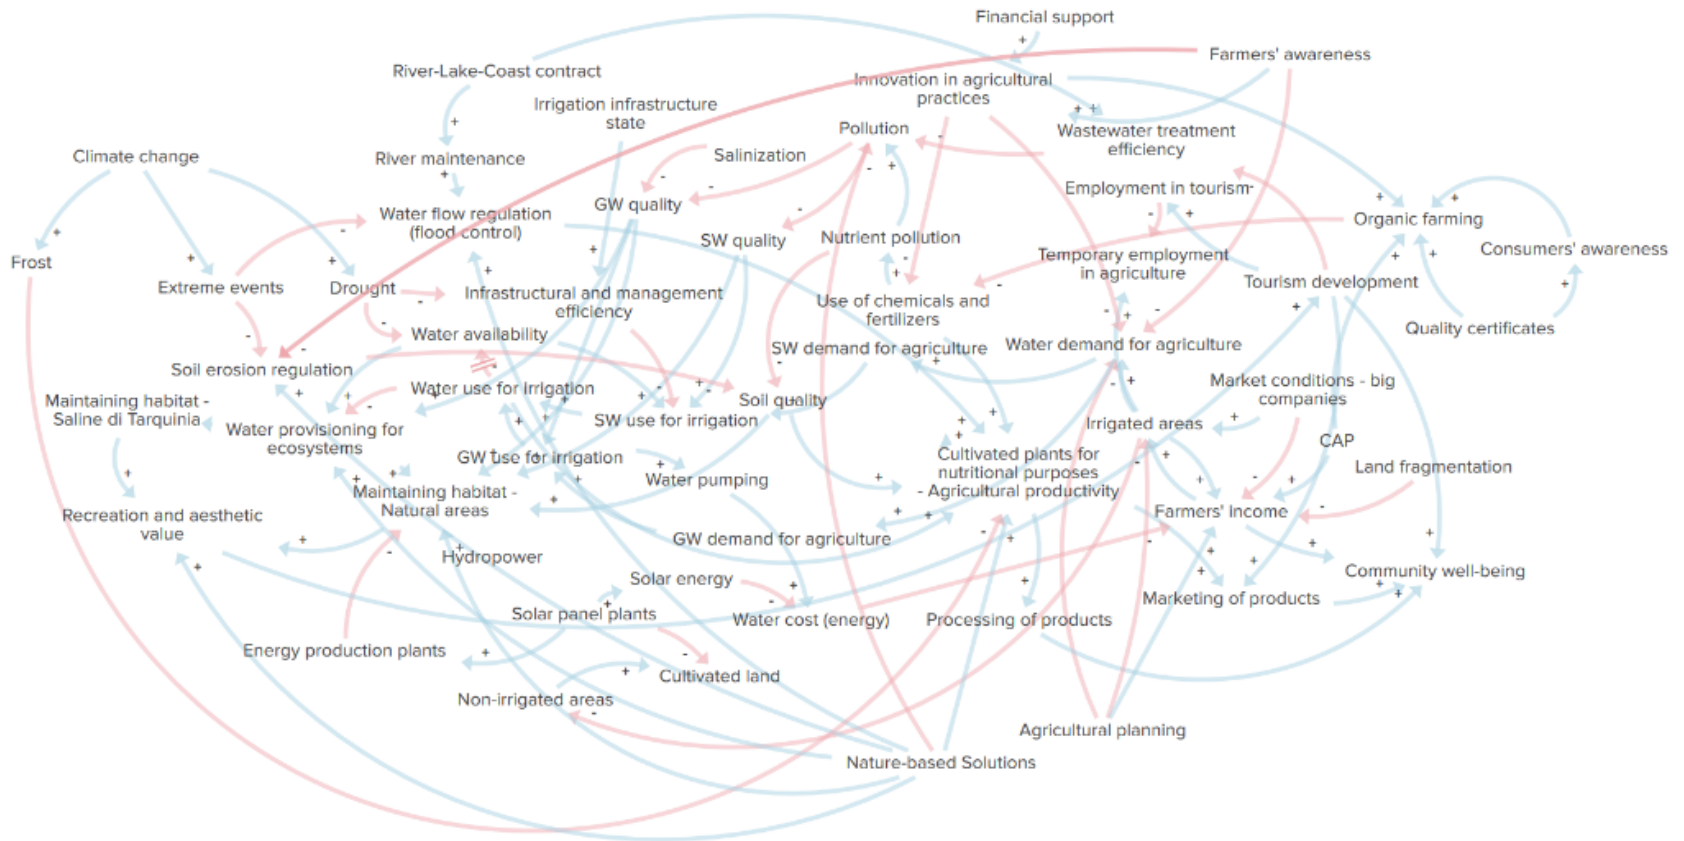 Financial support
Farmers' awareness
River-Lake-Coast contract
Innovation in agricultural
practices
Irrigation infrastructure
state
Pollution
Wastewater treatment
efficiency
Climate change
River maintenance
Salinization
Employment in tourism
GW quality
Water flow regulation
(flood control)
SW quality
Nutrient pollution
Organic farming
Consumers' awareness
Frost
Temporary employment
in agriculture
Extreme events
Drought
Infrastructural and management
efficiency
Use of chemicals and
fertilizers
Tourism development
Quality certificates
Water availability
SW demand for agriculture
Water demand for agriculture
Soil erosion regulation
Water use for irrigation
Market conditions - big
companies
Maintaining habitat -
Saline di Tarquinia
Soil quality
SW use for irrigation
Irrigated areas
Water provisioning for
ecosystems
CAP
GW use for irrigation
Cultivated plants for
nutritional purposes
- Agricultural productivity
Land fragmentation
Water pumping
Maintaining habitat -
Natural areas
Farmers' income
Recreation and aesthetic
value
GW demand for agriculture
Hydropower
Solar energy
Community well-being
Marketing of products
Solar panel plants
Water cost (energy)
Processing of products
Energy production plants
Cultivated land
Non-irrigated areas
Agricultural planning
Nature-based Solutions